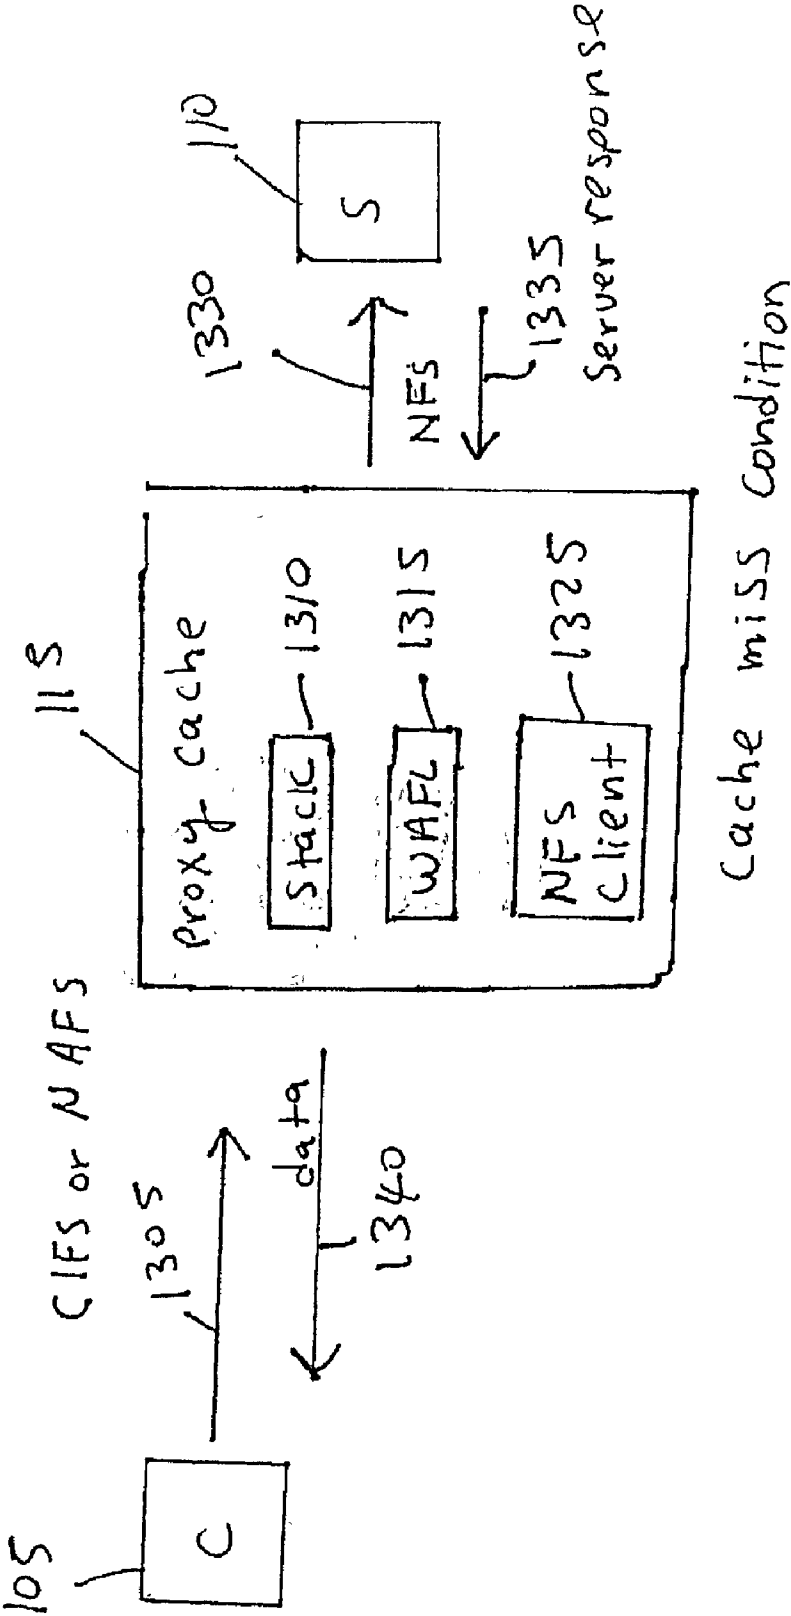 105
C
CIFS or NAFS
1305
data
1340
115
Proxy cache
Stack
1310
WAFL
1315
NFS
Client
1325
Cache miss condition
1330
NFS
1335
Server response
110
S